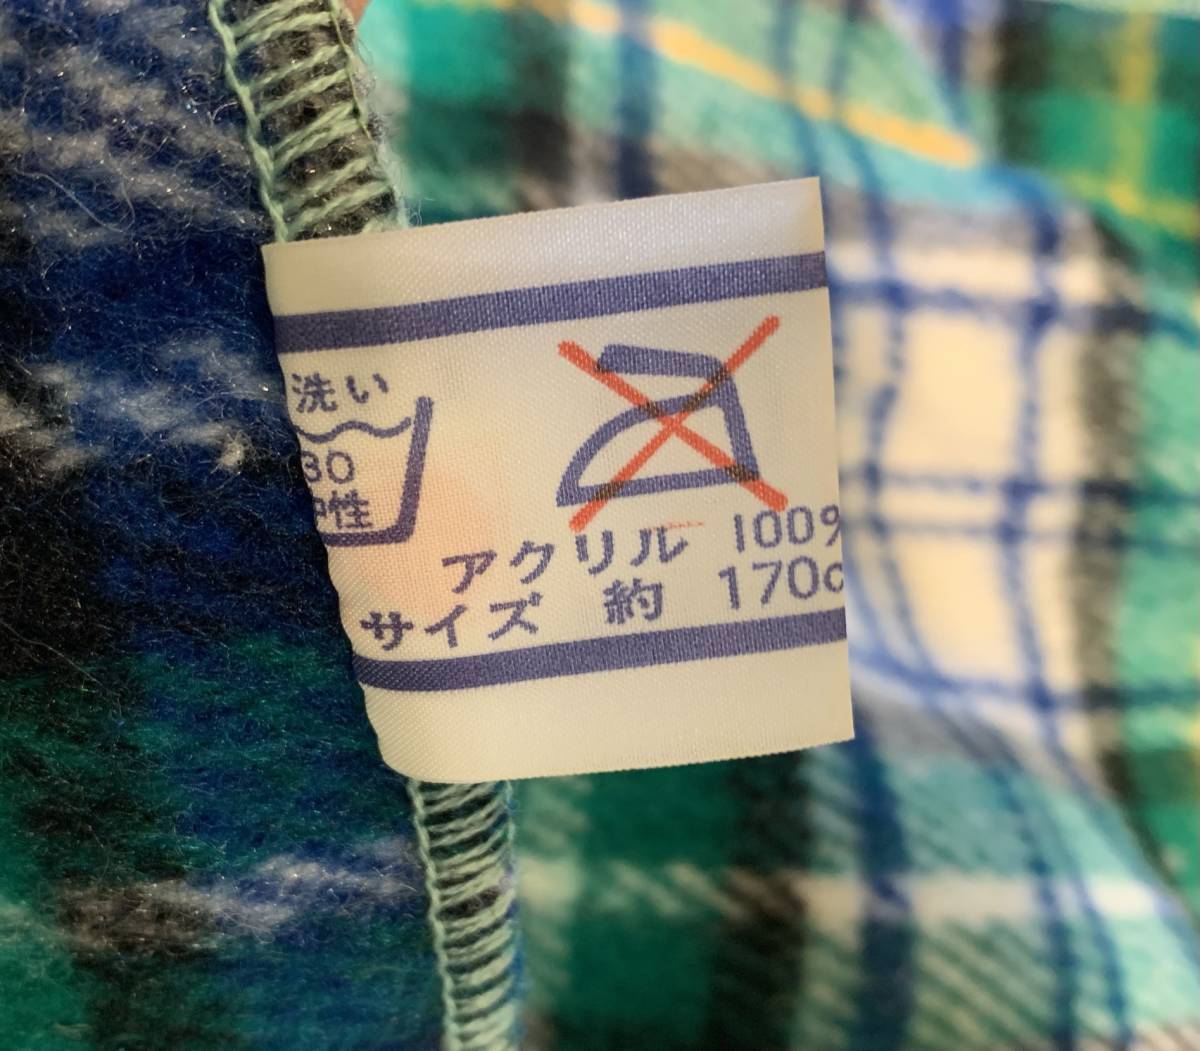 洗い
30
中性
アクリル 100%
サイズ 約 170c